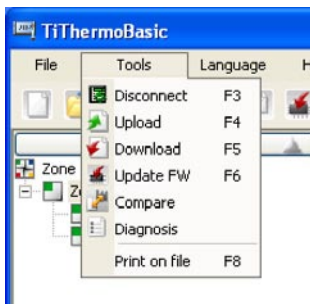 TiThermoBasic
File Tools Language
Disconnect F3
Upload F4
Download F5
Update FW F6
Compare
Diagnosis
Print on file F8
Zone